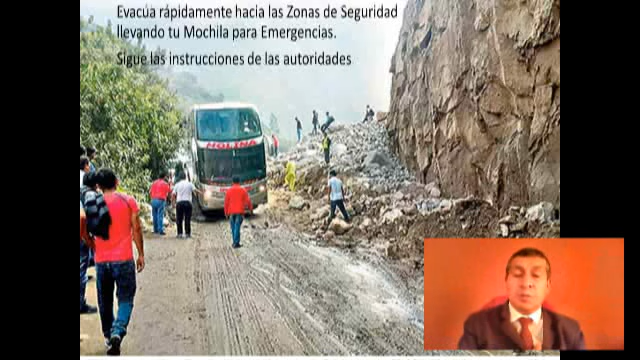 Evacúa rápidamente hacia las Zonas de Seguridad
llevando tu Mochila para Emergencias.
Sigue las instrucciones de las autoridades
MOLINA